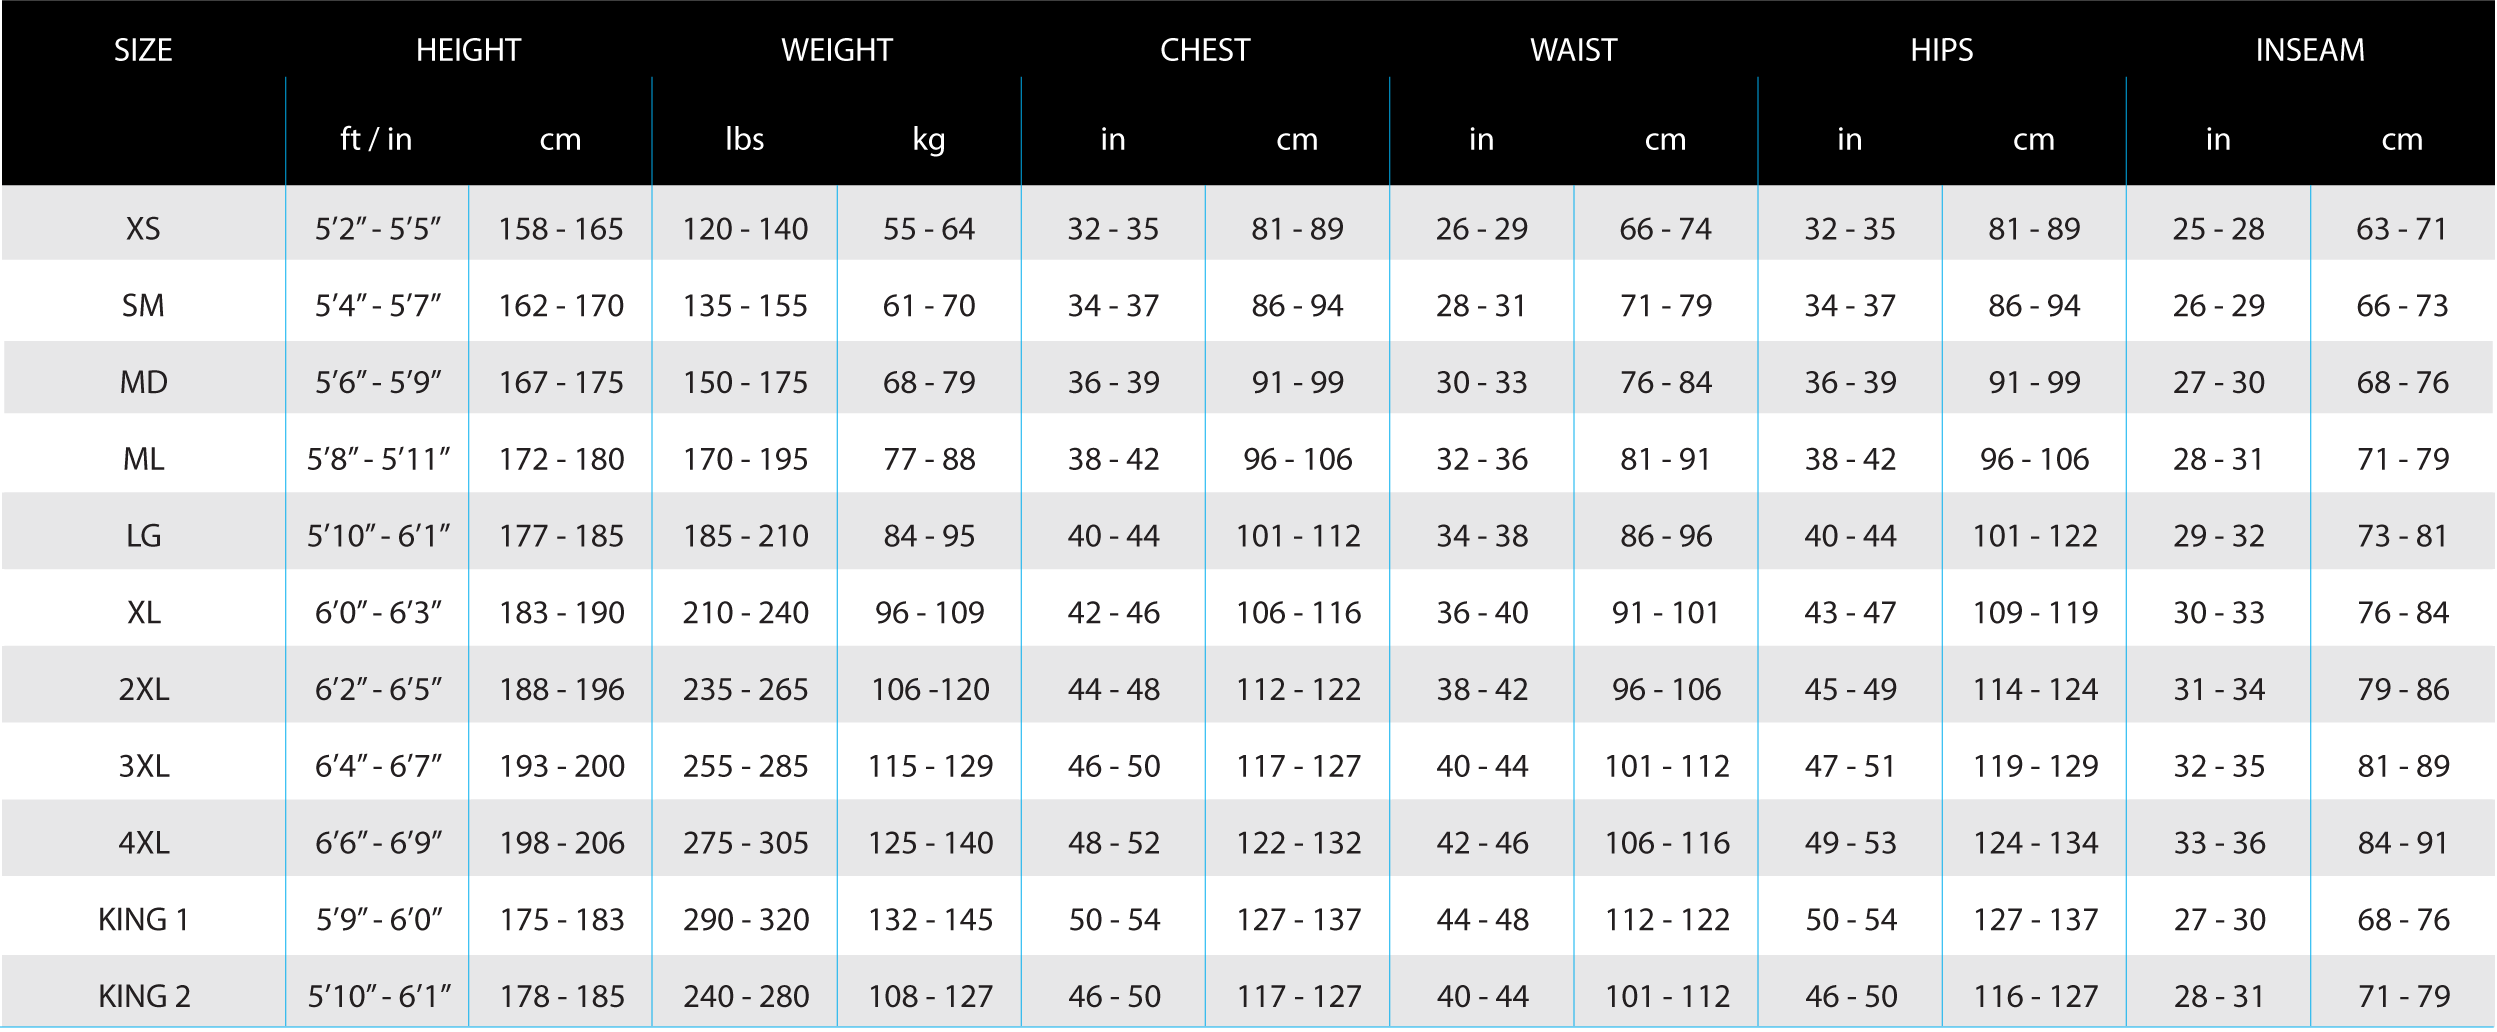 SIZE HEIGHT WEIGHT CHEST WAIST HIPS INSEAM
ft / in cm lbs kg in cm in cm in cm in cm
XS 5’2” - 5’5” 158 - 165 120 - 140 55 - 64 32 - 35 81 - 89 26 - 29 66 - 74 32 - 35 81 - 89 25 - 28 63 - 71
SM 5’4” - 5’7” 162 - 170 135 - 155 61 - 70 34 - 37 86 - 94 28 - 31 71 - 79 34 - 37 86 - 94 26 - 29 66 - 73
MD 5’6” - 5’9” 167 - 175 150 - 175 68 - 79 36 - 39 91 - 99 30 - 33 76 - 84 36 - 39 91 - 99 27 - 30 68 - 76
ML 5’8” - 5’11” 172 - 180 170 - 195 77 - 88 38 - 42 96 - 106 32 - 36 81 - 91 38 - 42 96 - 106 28 - 31 71 - 79
LG 5’10” - 6’1” 177 - 185 185 - 210 84 - 95 40 - 44 101 - 112 34 - 38 86 - 96 40 - 44 101 - 122 29 - 32 73 - 81
XL 6’0” - 6’3” 183 - 190 210 - 240 96 - 109 42 - 46 106 - 116 36 - 40 91 - 101 43 - 47 109 - 119 30 - 33 76 - 84
2XL 6’2” - 6’5” 188 - 196 235 - 265 106 -120 44 - 48 112 - 122 38 - 42 96 - 106 45 - 49 114 - 124 31 - 34 79 - 86
3XL 6’4” - 6’7” 193 - 200 255 - 285 115 - 129 46 - 50 117 - 127 40 - 44 101 - 112 47 - 51 119 - 129 32 - 35 81 - 89
4XL 6’6” - 6’9” 198 - 206 275 - 305 125 - 140 48 - 52 122 - 132 42 - 46 106 - 116 49 - 53 124 - 134 33 - 36 84 - 91
KING 1 5’9” - 6’0” 175 - 183 290 - 320 132 - 145 50 - 54 127 - 137 44 - 48 112 - 122 50 - 54 127 - 137 27 - 30 68 - 76
KING 2 5’10” - 6’1” 178 - 185 240 - 280 108 - 127 46 - 50 117 - 127 40 - 44 101 - 112 46 - 50 116 - 127 28 - 31 71 - 79